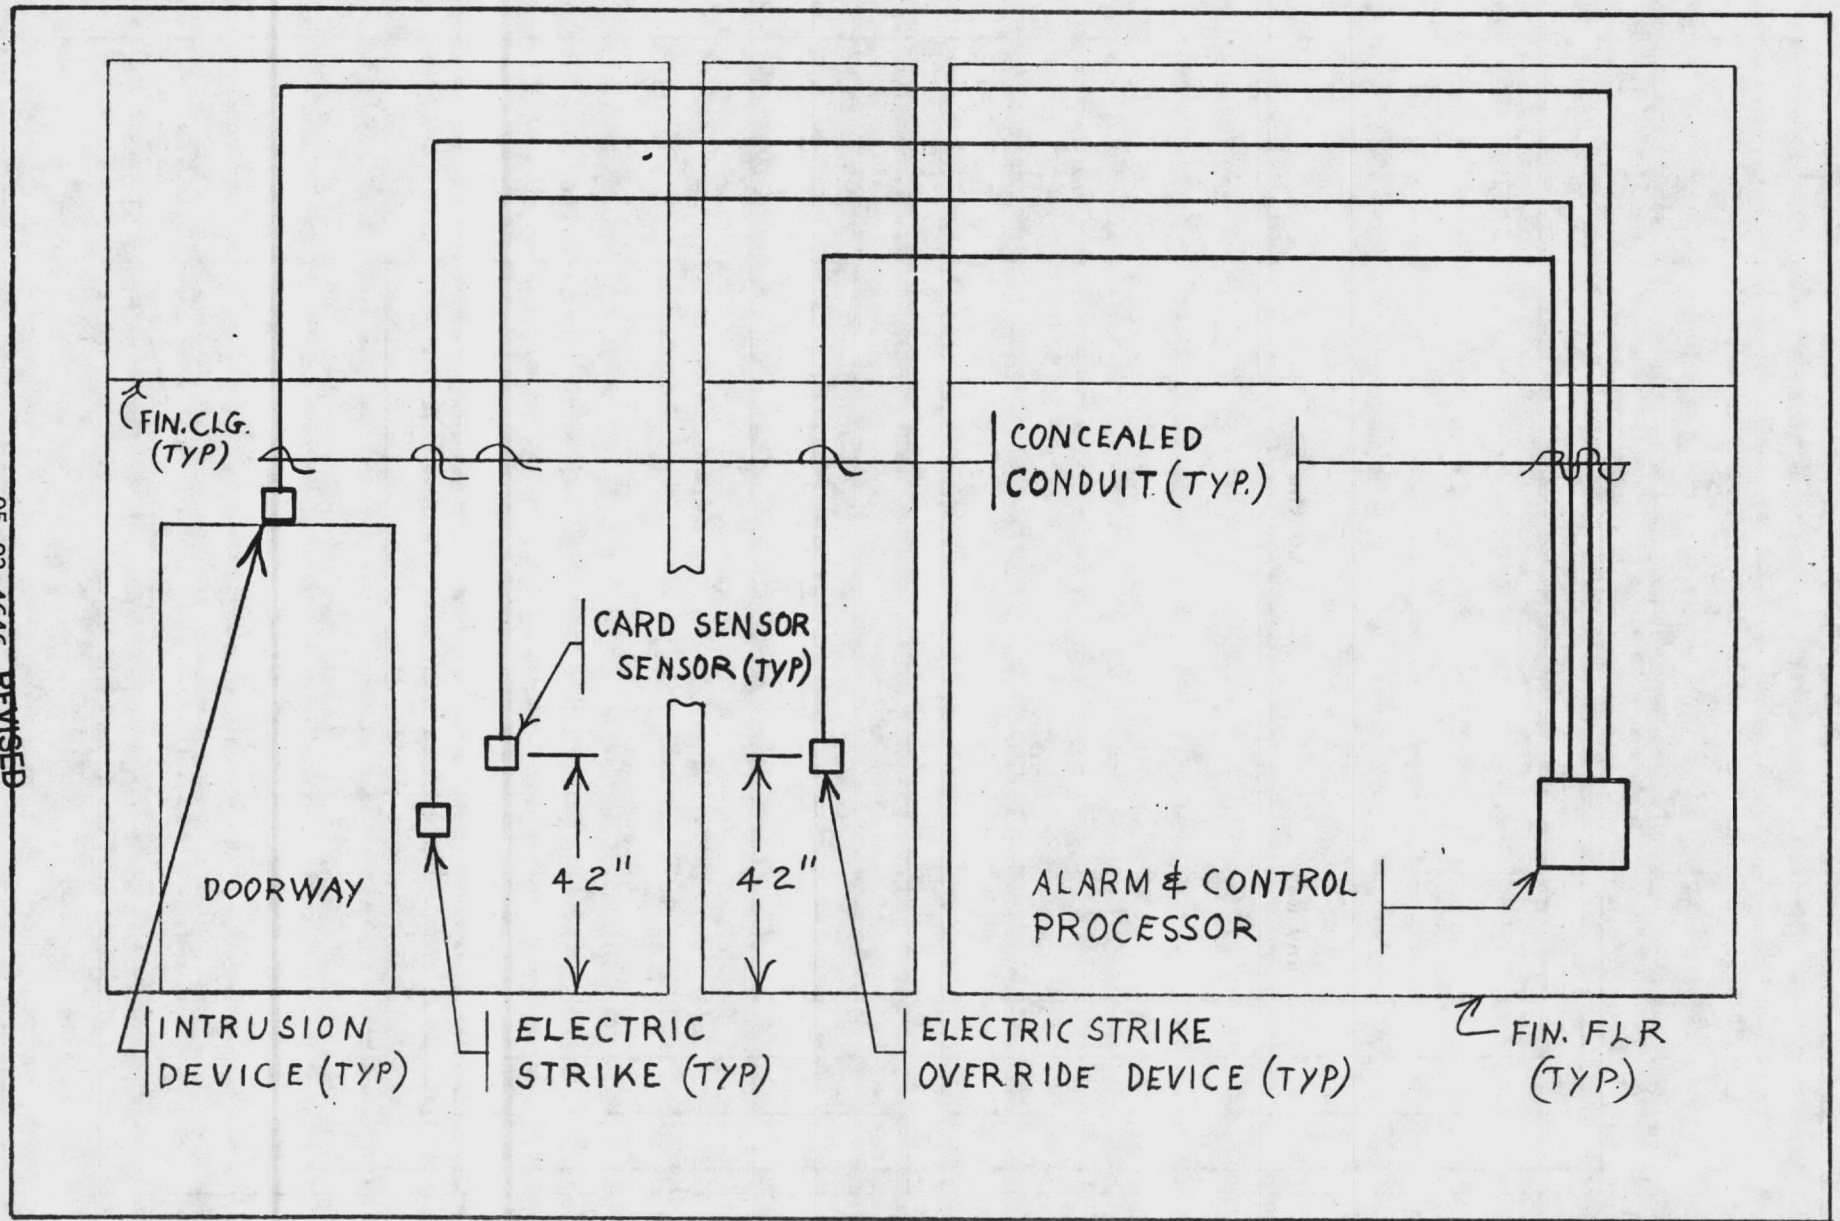 FIN. CLG.
(TYP)
CONCEALED
CONDUIT (TYP.)
CARD SENSOR
SENSOR (TYP)
42"
42"
DOORWAY
ALARM & CONTROL
PROCESSOR
INTRUSION
DEVICE (TYP)
ELECTRIC
STRIKE (TYP)
ELECTRIC STRIKE
OVERRIDE DEVICE (TYP)
FIN. FLR
(TYP.)
REVISED